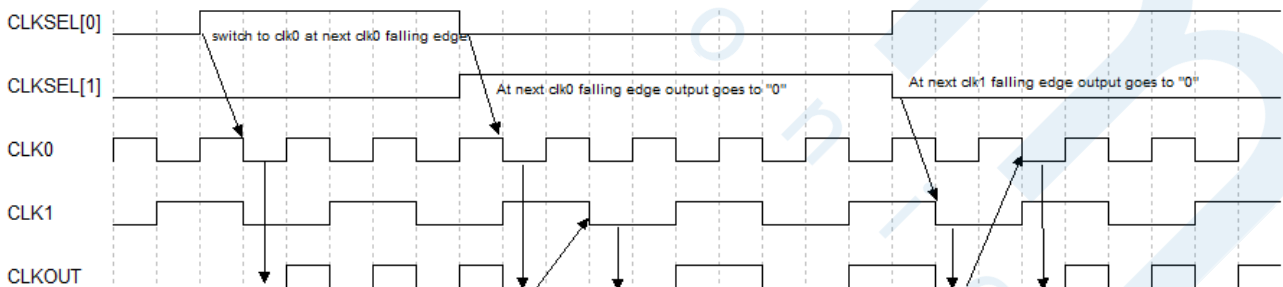 CLKSEL[0]
switch to clk0 at next clk0 falling edge
CLKSEL[1]
At next clk0 falling edge output goes to "0"
At next clk1 falling edge output goes to "0"
CLK0
CLK1
CLKOUT